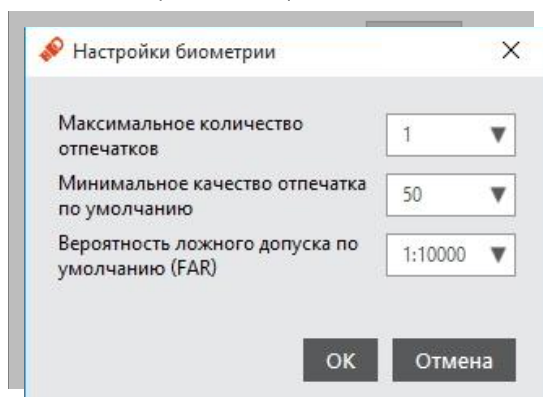 Настройки биометрии
Максимальное количество
отпечатков
1
Минимальное качество отпечатка
по умолчанию
50
Вероятность ложного допуска по
умолчанию (FAR)
1:10000
ОК
Отмена